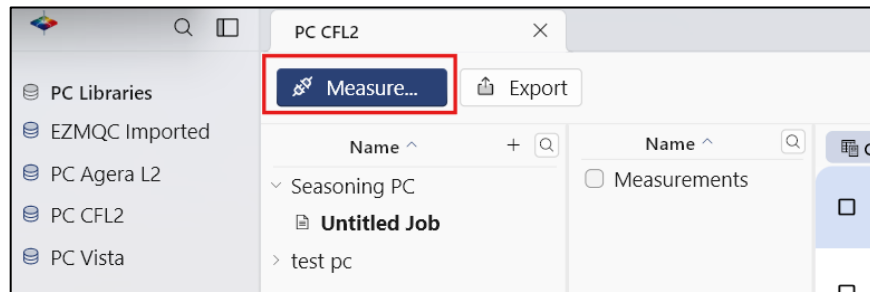 PC CFL2
Measure...
Export
PC Libraries
EZMQC Imported
PC Agera L2
PC CFL2
PC Vista
Name
Seasoning PC
Untitled Job
test pc
Name
Measurements